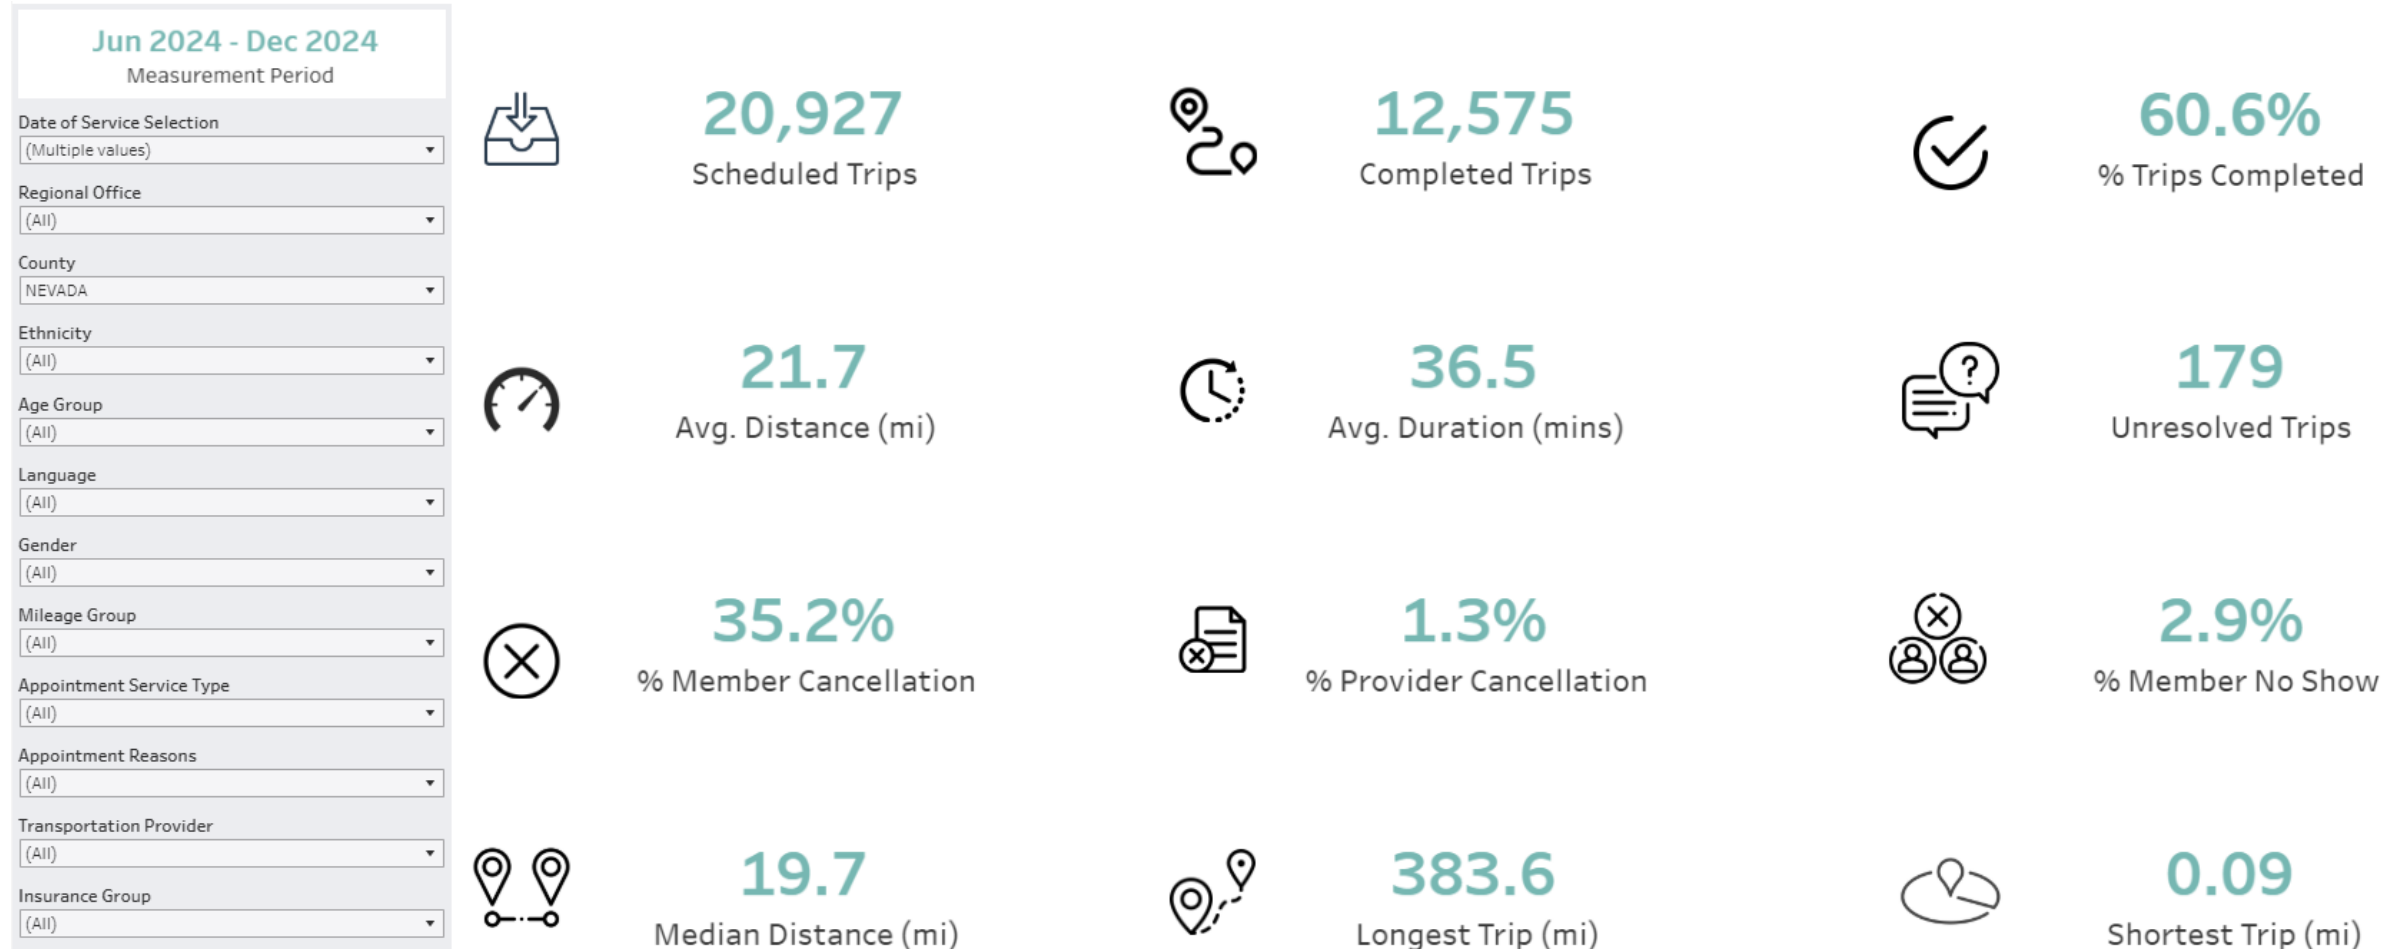 Jun 2024 - Dec 2024
Measurement Period
Date of Service Selection
(Multiple values)
Regional Office
(All)
County
NEVADA
Ethnicity
(All)
Age Group
(All)
Language
(All)
Gender
(All)
Mileage Group
(All)
Appointment Service Type
(All)
Appointment Reasons
(All)
Transportation Provider
(All)
Insurance Group
(All)
20,927
Scheduled Trips
12,575
Completed Trips
60.6%
% Trips Completed
21.7
Avg. Distance (mi)
36.5
Avg. Duration (mins)
179
Unresolved Trips
35.2%
% Member Cancellation
1.3%
% Provider Cancellation
2.9%
% Member No Show
19.7
Median Distance (mi)
383.6
Longest Trip (mi)
0.09
Shortest Trip (mi)